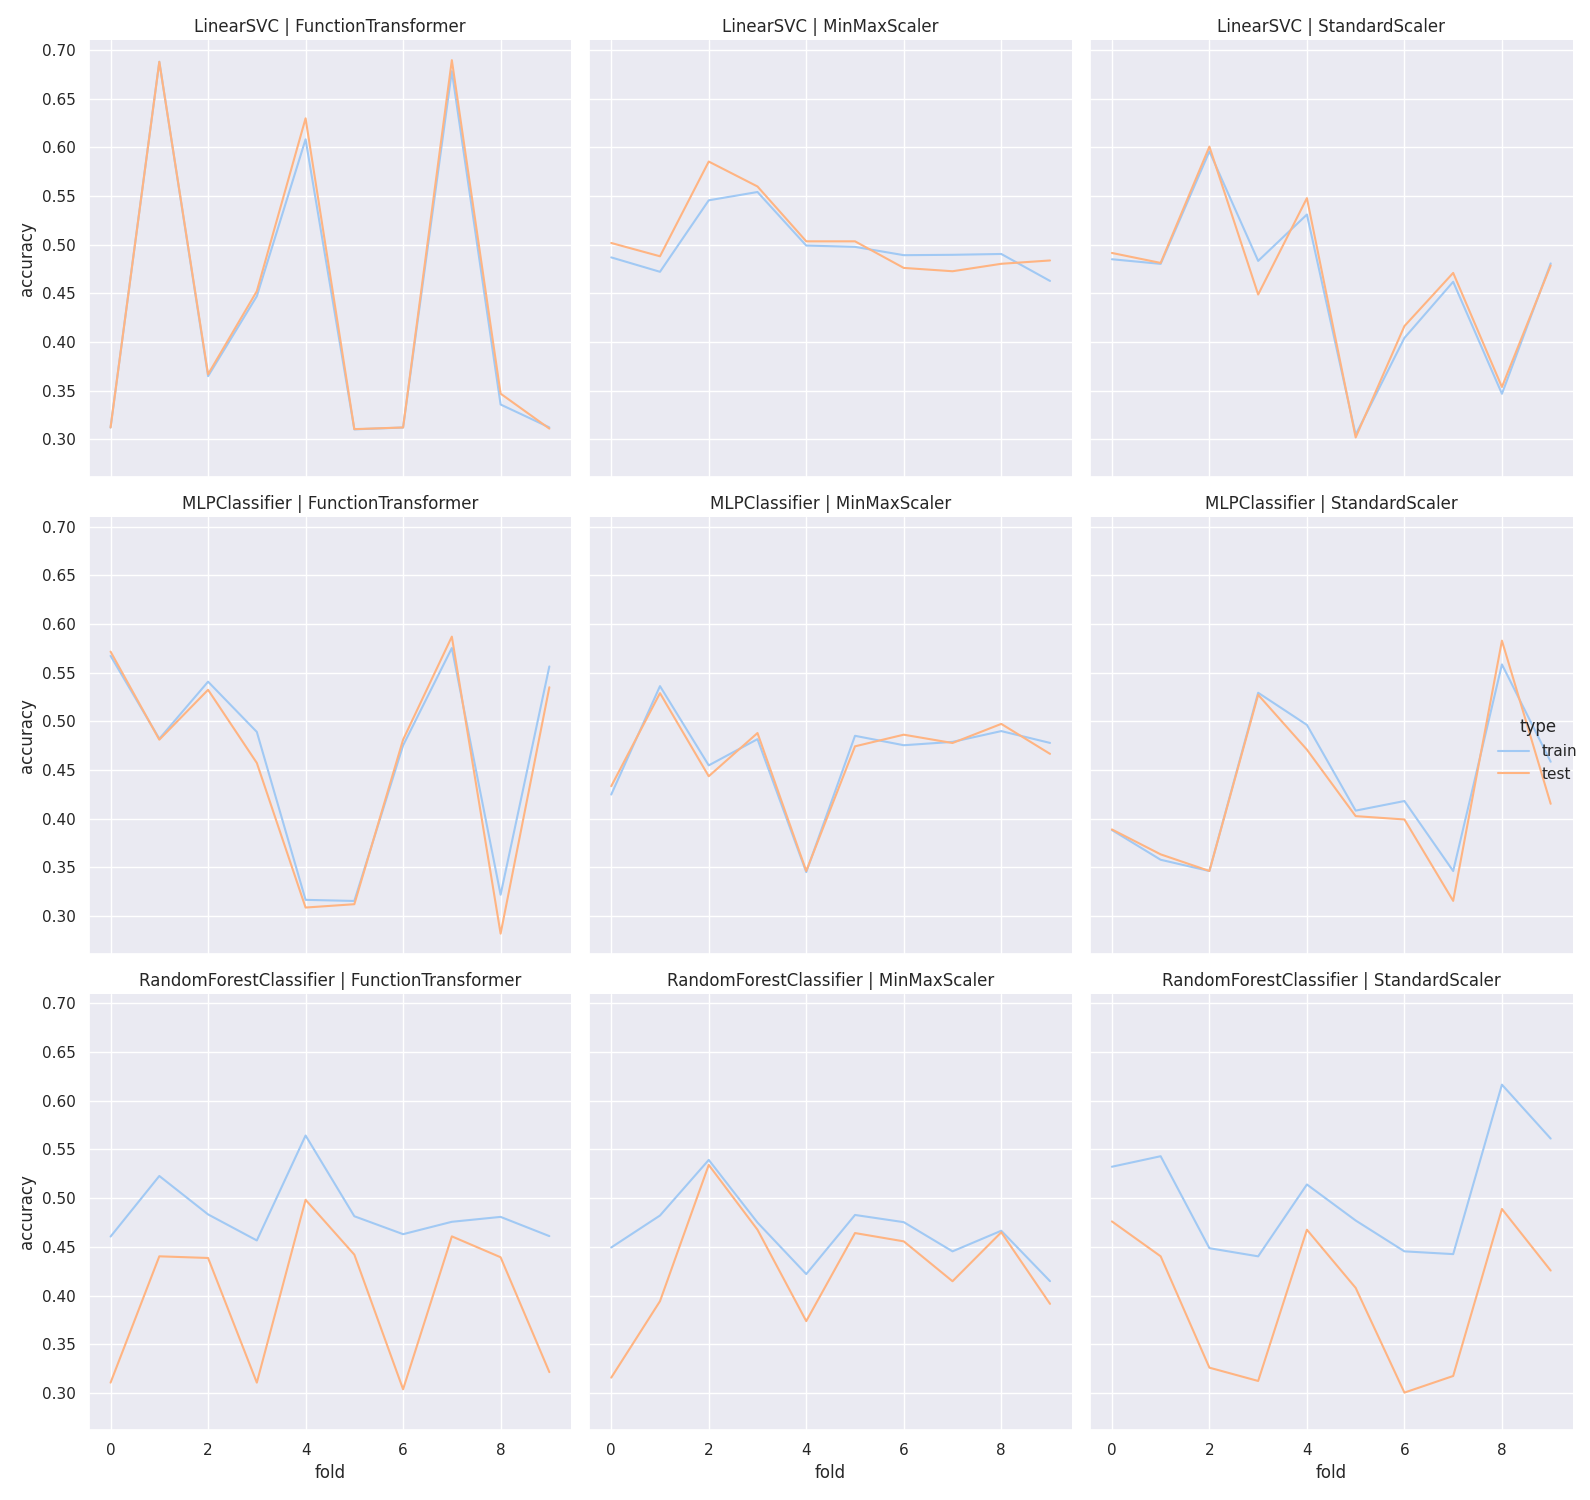 LinearSVC | FunctionTransformer
LinearSVC | MinMaxScaler
LinearSVC | StandardScaler
0.70
0.65
0.60
0.55
0.50
0.45
0.40
0.35
0.30
accuracy
MLPClassifier | FunctionTransformer
MLPClassifier | MinMaxScaler
MLPClassifier | StandardScaler
0.70
0.65
0.60
0.55
0.50
0.45
0.40
0.35
0.30
accuracy
type
train
test
RandomForestClassifier | FunctionTransformer
RandomForestClassifier | MinMaxScaler
RandomForestClassifier | StandardScaler
0.70
0.65
0.60
0.55
0.50
0.45
0.40
0.35
0.30
accuracy
0 2 4 6 8
fold
0 2 4 6 8
fold
0 2 4 6 8
fold